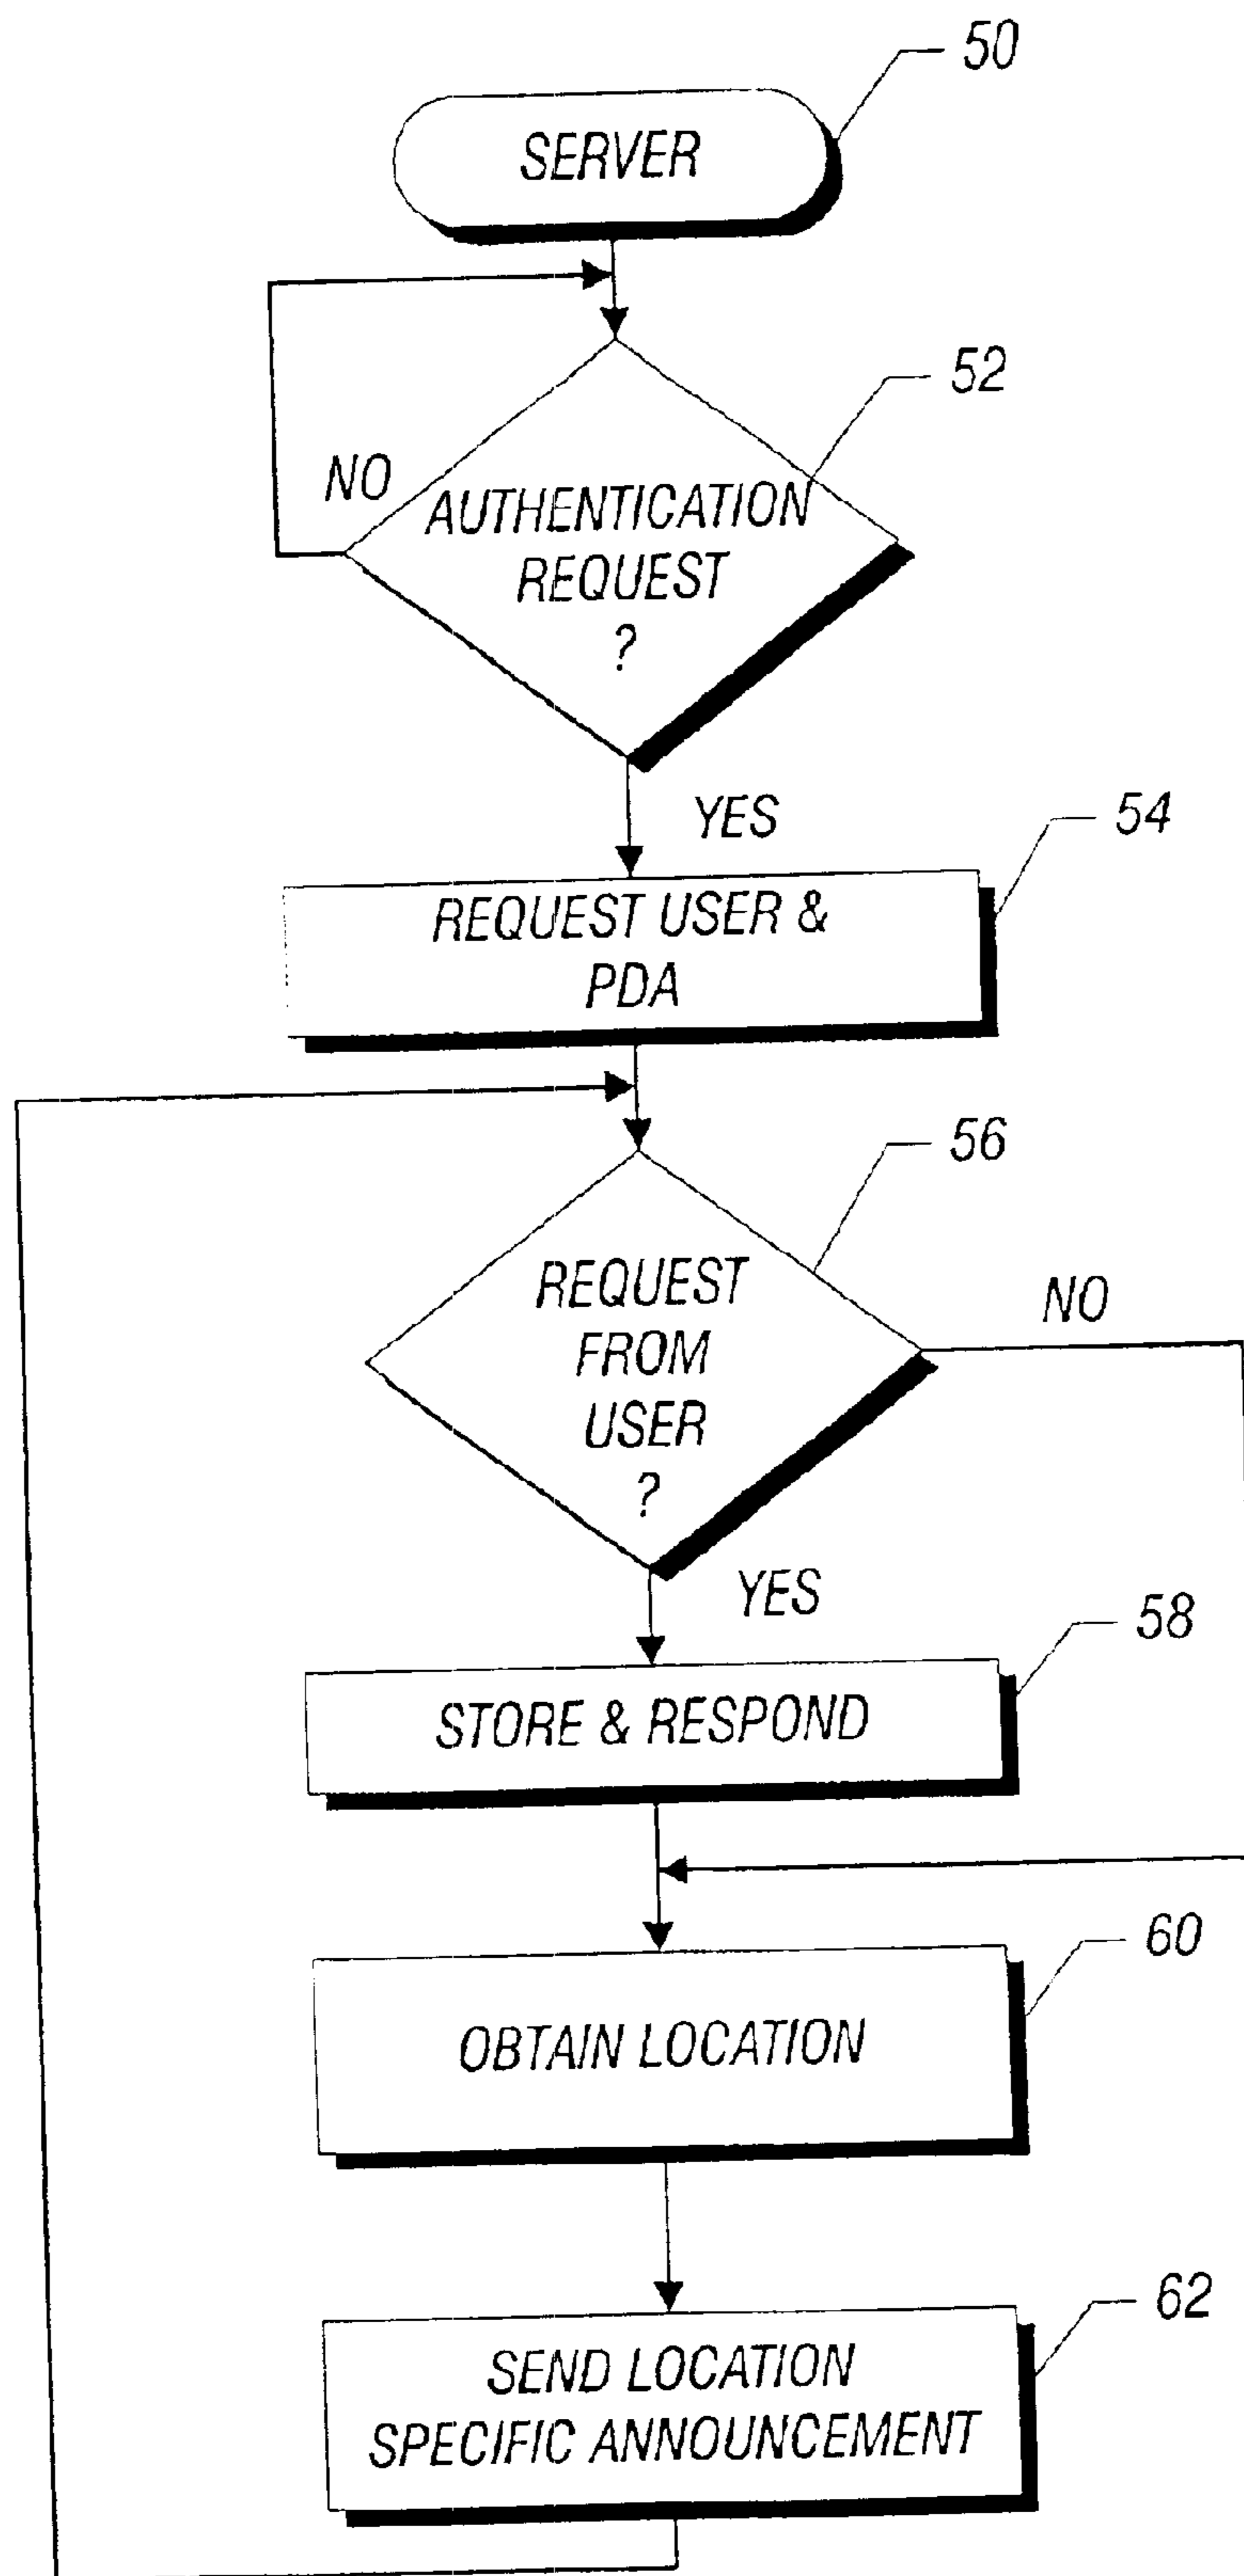 50
SERVER
52
NO
AUTHENTICATION
REQUEST
?
YES
54
REQUEST USER &
PDA
56
REQUEST
FROM
USER
?
NO
YES
58
STORE & RESPOND
60
OBTAIN LOCATION
62
SEND LOCATION
SPECIFIC ANNOUNCEMENT